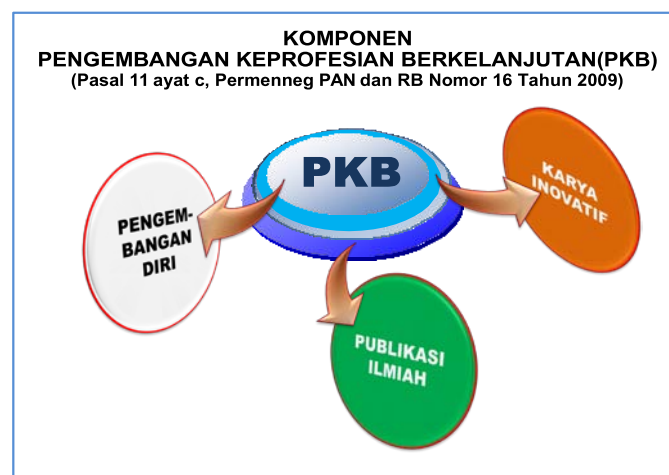 KOMPONEN
PENGEMBANGAN KEPROFESIAN BERKELANJUTAN(PKB)
(Pasal 11 ayat c, Permenneg PAN dan RB Nomor 16 Tahun 2009)
PKB
PENGEM-
BANGAN
DIRI
PUBLIKASI
ILMIAH
KARYA
INOVATIF